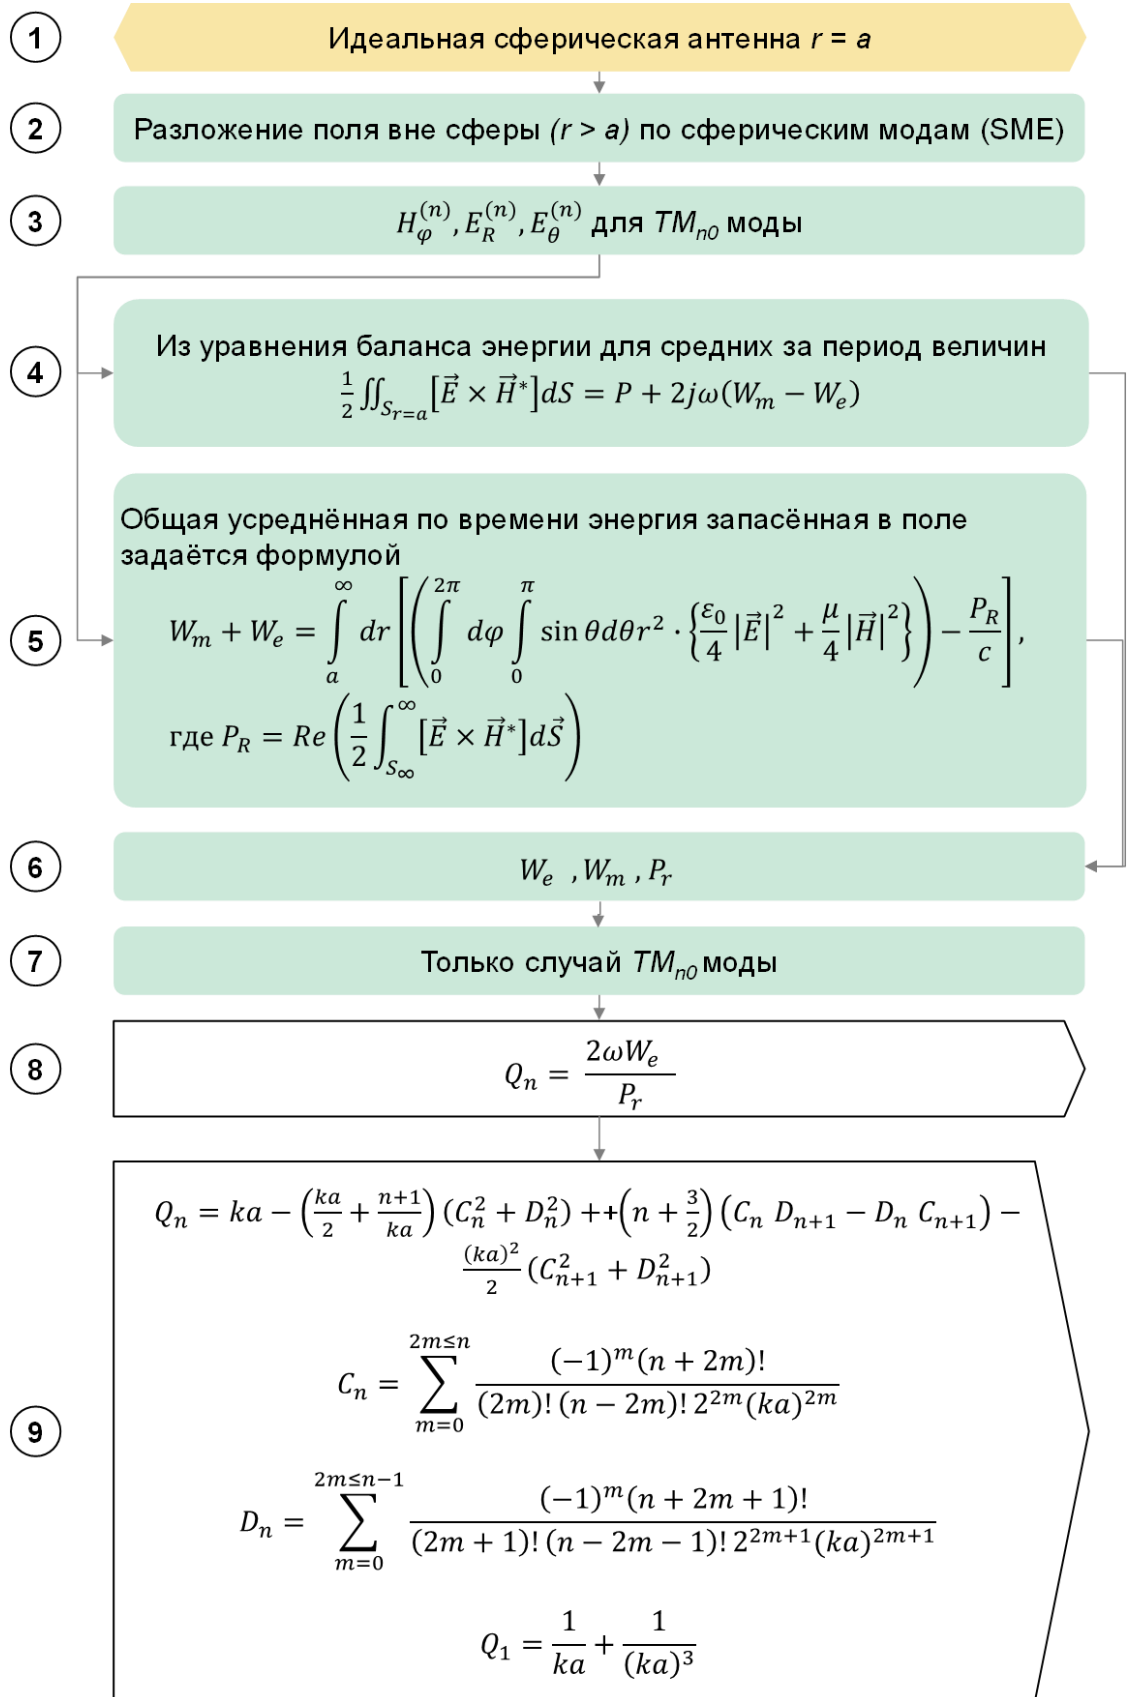 1
Идеальная сферическая антенна r = a
2
Разложение поля вне сферы (r > a) по сферическим модам (SME)
3
H_φ^(n), E_R^(n), E_θ^(n) для TM_n0 моды
4
Из уравнения баланса энергии для средних за период величин
1/2 ∬_{S_{r=a}} [E⃗ × H⃗*]dS = P + 2jω(W_m − W_e)
5
Общая усреднённая по времени энергия запасённая в поле
задаётся формулой
W_m + W_e = ∫_a^∞ dr [(∫_0^{2π} dφ ∫_0^π sin θdθr² · {ε₀/4 |E⃗|² + μ/4 |H⃗|²}) − P_R/c],
где P_R = Re (1/2 ∫_{S_∞}^∞ [E⃗ × H⃗*]dS⃗)
6
W_e , W_m , P_r
7
Только случай TM_n0 моды
8
Q_n = 2ωW_e / P_r
9
Q_n = ka − (ka/2 + (n+1)/ka) (C_n² + D_n²) ++(n + 3/2) (C_n D_{n+1} − D_n C_{n+1}) −
(ka)²/2 (C_{n+1}² + D_{n+1}²)
C_n = ∑_{m=0}^{2m≤n} (−1)^m (n + 2m)! / ((2m)! (n − 2m)! 2^{2m} (ka)^{2m})
D_n = ∑_{m=0}^{2m≤n−1} (−1)^m (n + 2m + 1)! / ((2m + 1)! (n − 2m − 1)! 2^{2m+1} (ka)^{2m+1})
Q_1 = 1/ka + 1/(ka)³